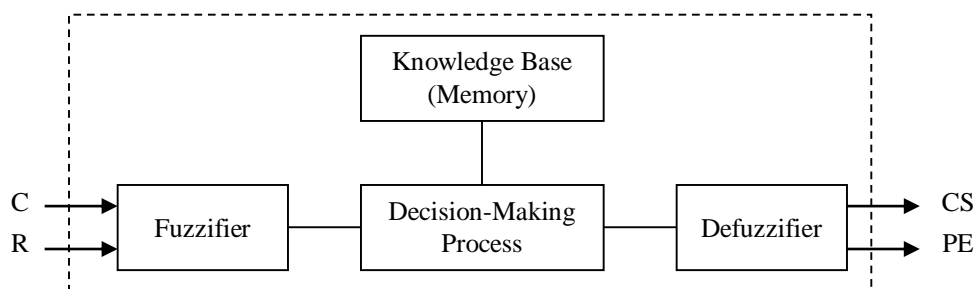 Knowledge Base
(Memory)
C
R
Fuzzifier
Decision-Making
Process
Defuzzifier
CS
PE